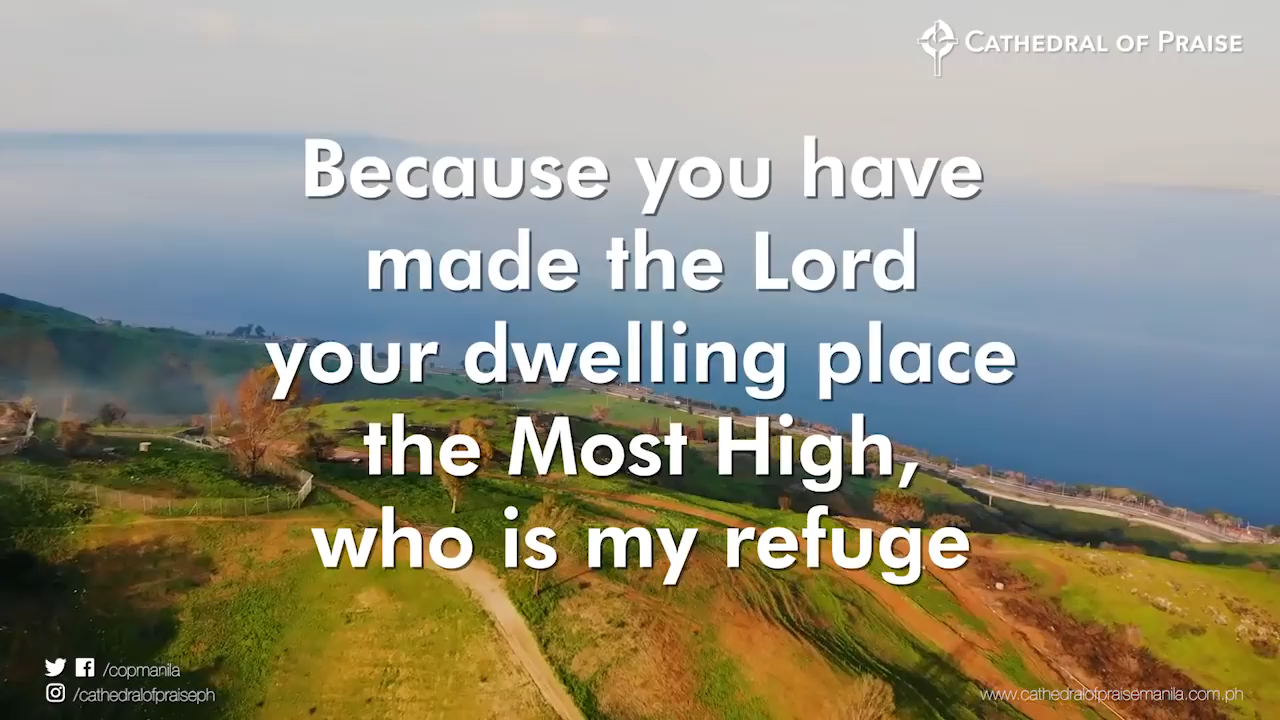 CATHEDRAL OF PRAISE
Because you have
made the Lord
your dwelling place
the Most High,
who is my refuge
/copmanila
/cathedralofpraiseph
www.cathedralofpraisemanila.com.ph